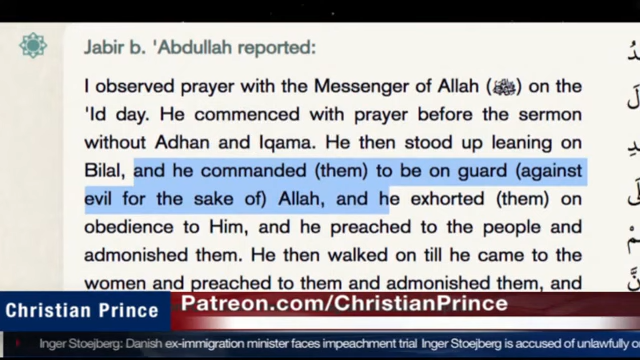 Jabir b. 'Abdullah reported:
I observed prayer with the Messenger of Allah (ﷺ) on the
'Id day. He commenced with prayer before the sermon
without Adhan and Iqama. He then stood up leaning on
Bilal, and he commanded (them) to be on guard (against
evil for the sake of) Allah, and he exhorted (them) on
obedience to Him, and he preached to the people and
admonished them. He then walked on till he came to the
women and preached to them and admonished them, and
Christian Prince
Patreon.com/ChristianPrince
Inger Stoejberg: Danish ex-immigration minister faces impeachment trial Inger Stoejberg is accused of unlawfully